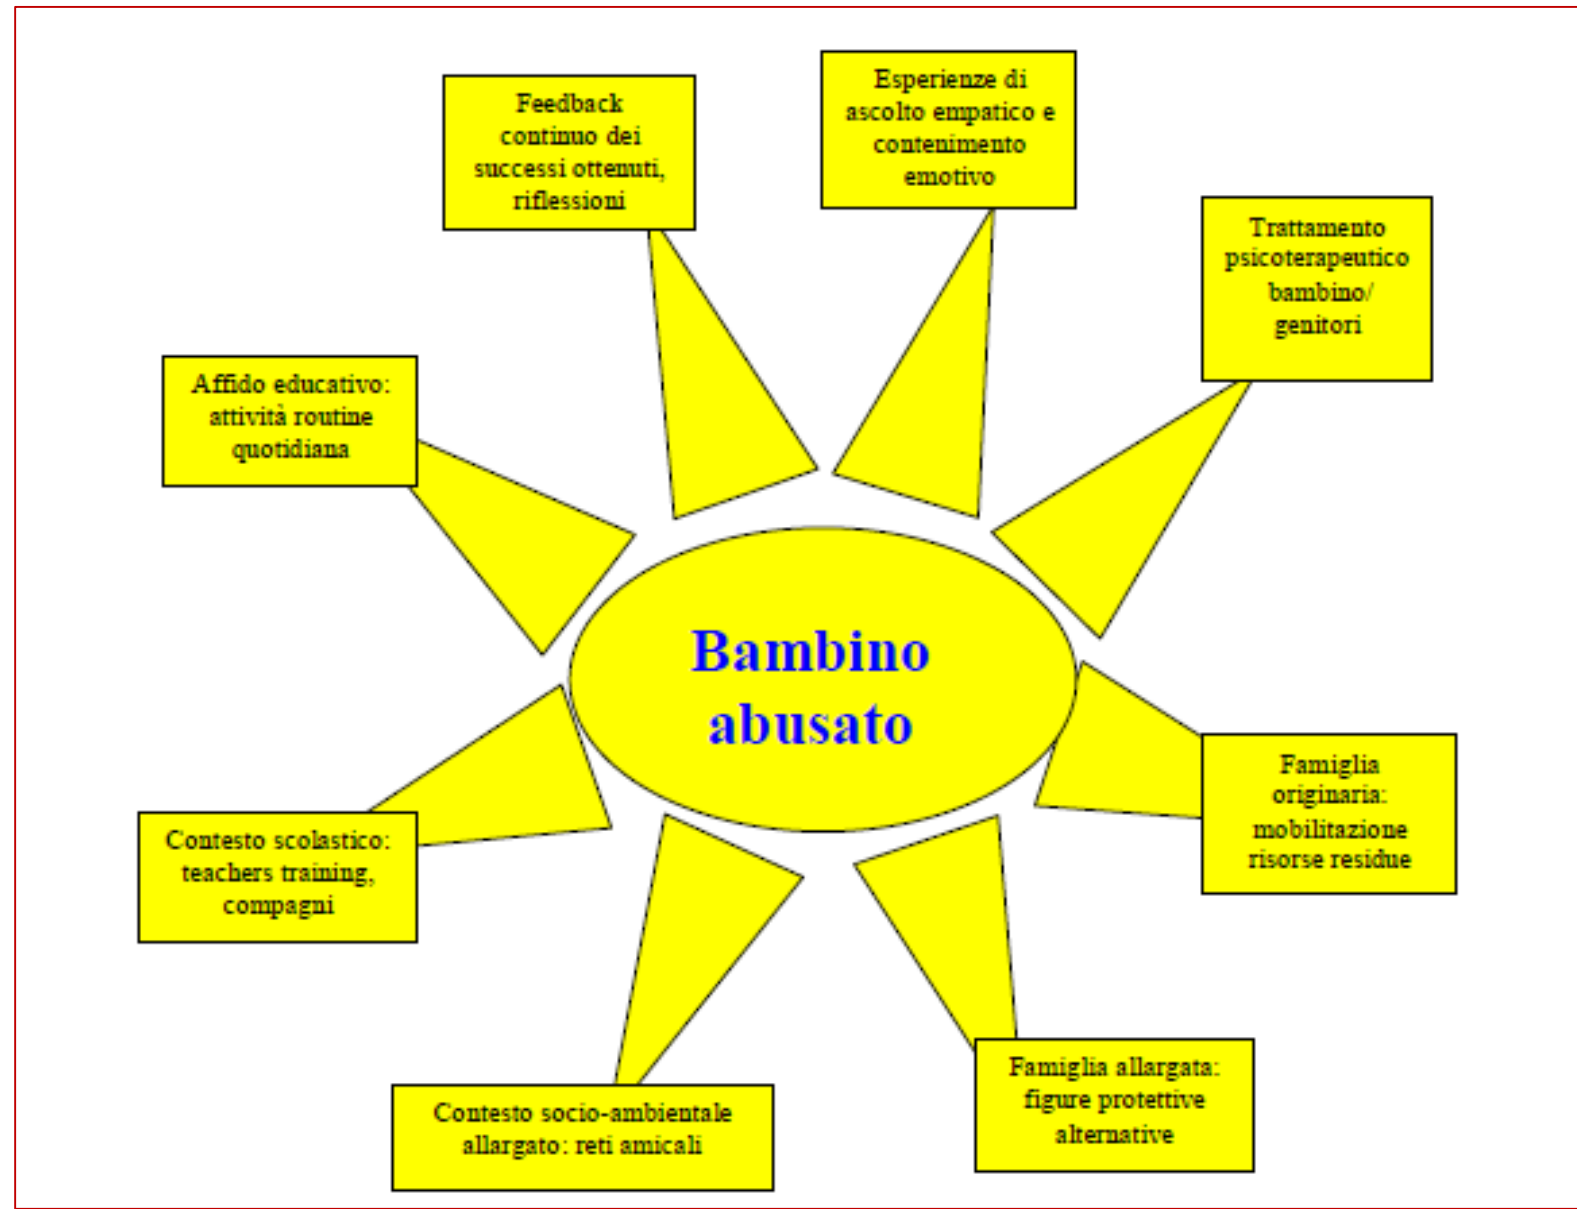 Feedback
continuo dei
successi ottenuti,
riflessioni
Esperienze di
ascolto empatico e
contenimento
emotivo
Trattamento
psicoterapeutico
bambino/
genitori
Affido educativo:
attività routine
quotidiana
Bambino
abusato
Famiglia
originaria:
mobilitazione
risorse residue
Contesto scolastico:
teachers training,
compagni
Famiglia allargata:
figure protettive
alternative
Contesto socio-ambientale
allargato: reti amicali